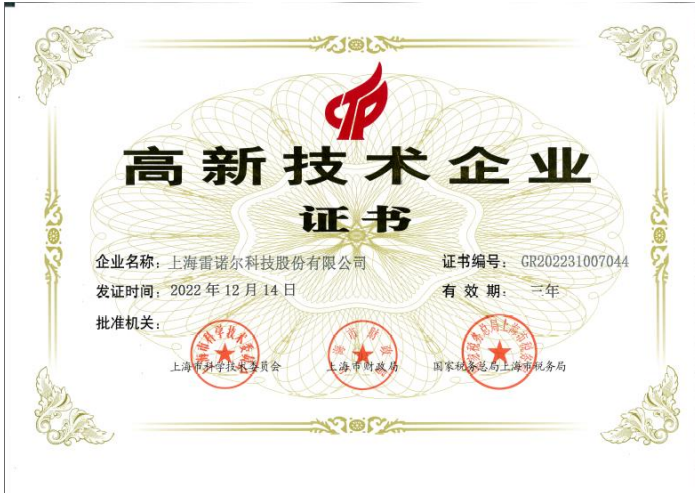 高新技术企业
证书
企业名称：上海雷诺尔科技股份有限公司
证书编号：GR202231007044
发证时间：2022年12月14日
有效期：三年
批准机关：
上海市科学技术委员会
上海市财政局
国家税务总局上海市税务局